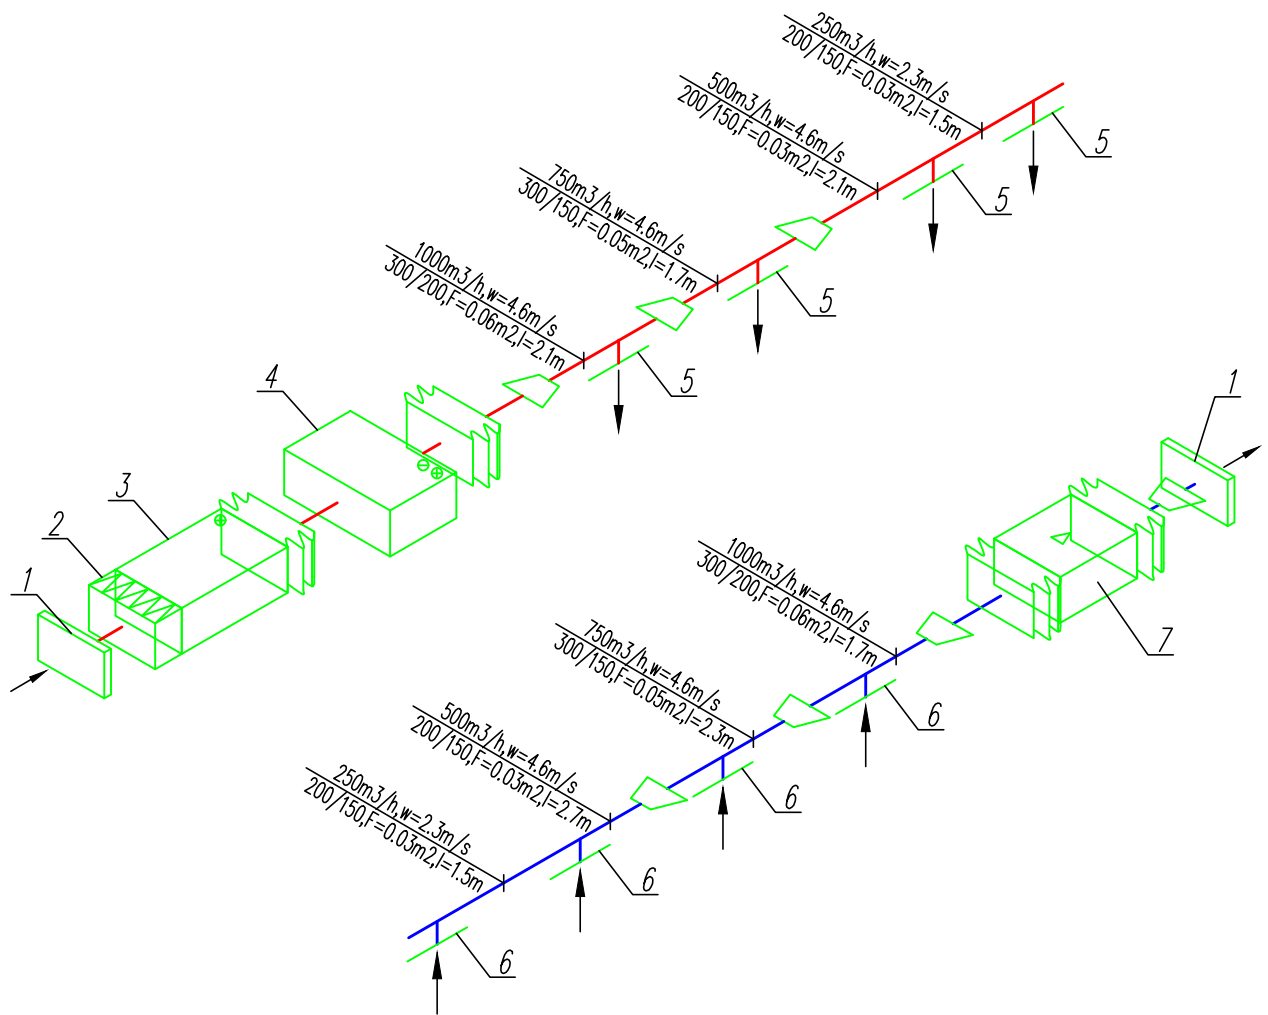 250m3/h,w=2.3m/s
200/150,F=0.03m2,l=1.5m
500m3/h,w=4.6m/s
200/150,F=0.03m2,l=2.1m
5
5
750m3/h,w=4.6m/s
300/150,F=0.05m2,l=1.7m
5
1000m3/h,w=4.6m/s
300/200,F=0.06m2,l=2.1m
5
4
1
3
2
1
1000m3/h,w=4.6m/s
300/200,F=0.06m2,l=1.7m
7
750m3/h,w=4.6m/s
300/150,F=0.05m2,l=2.3m
6
500m3/h,w=4.6m/s
200/150,F=0.03m2,l=2.7m
6
250m3/h,w=2.3m/s
200/150,F=0.03m2,l=1.5m
6
6